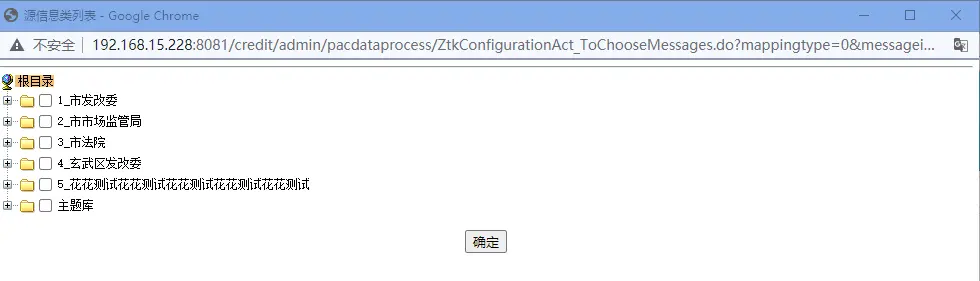 源信息类列表 - Google Chrome
不安全 192.168.15.228:8081/credit/admin/pacdataprocess/ZtkConfigurationAct_ToChooseMessages.do?mappingtype=0&messagei...
根目录
1_市发改委
2_市市场监管局
3_市法院
4_玄武区发改委
5_花花测试花花测试花花测试花花测试花花测试
主题库
确定